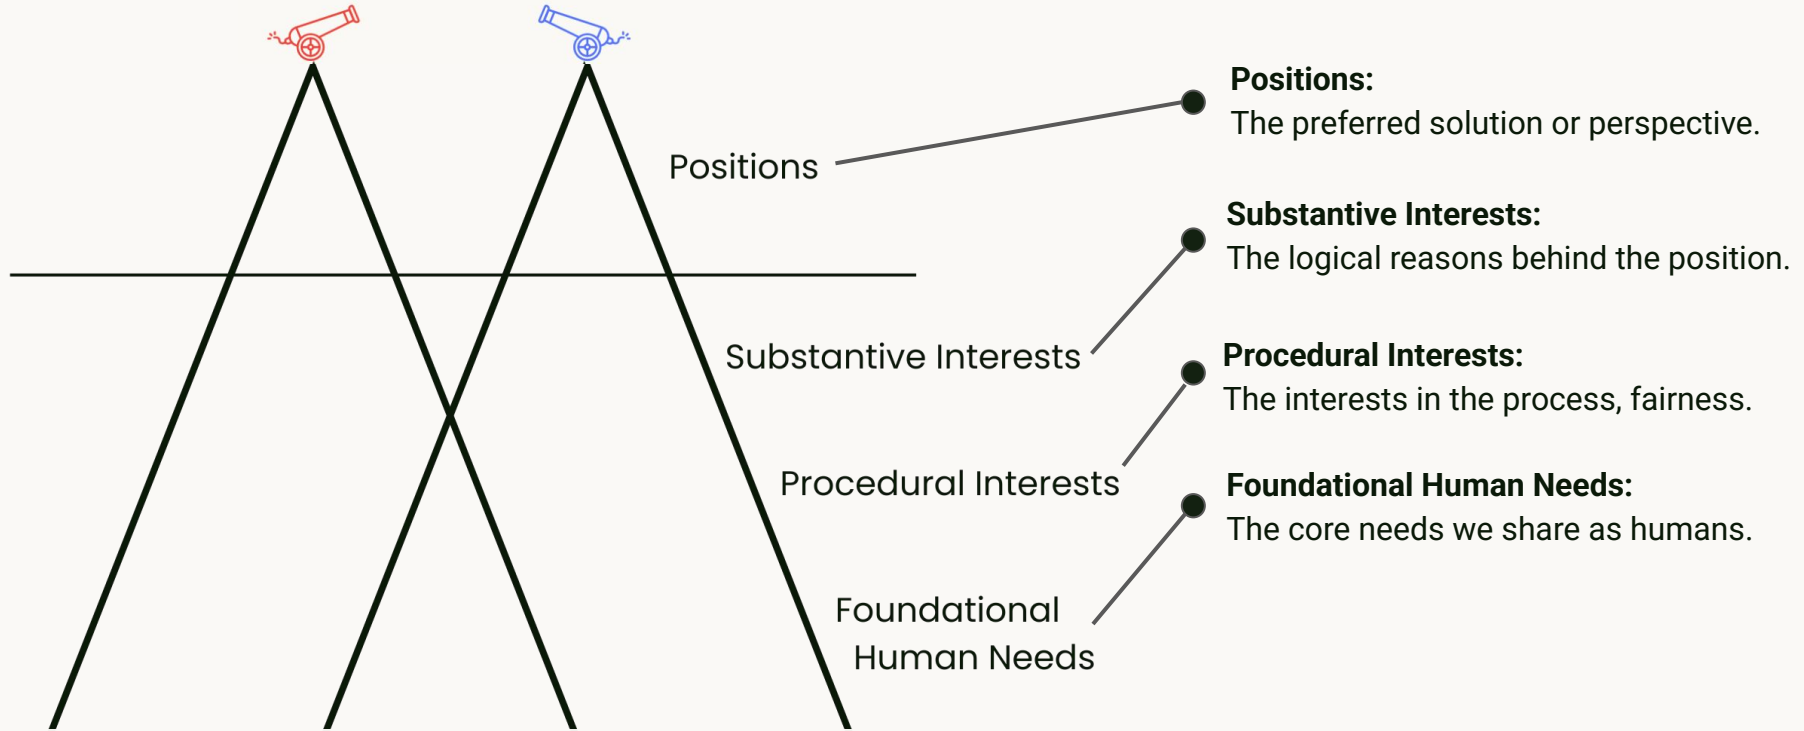 Positions
Substantive Interests
Procedural Interests
Foundational
Human Needs
Positions:
The preferred solution or perspective.
Substantive Interests:
The logical reasons behind the position.
Procedural Interests:
The interests in the process, fairness.
Foundational Human Needs:
The core needs we share as humans.